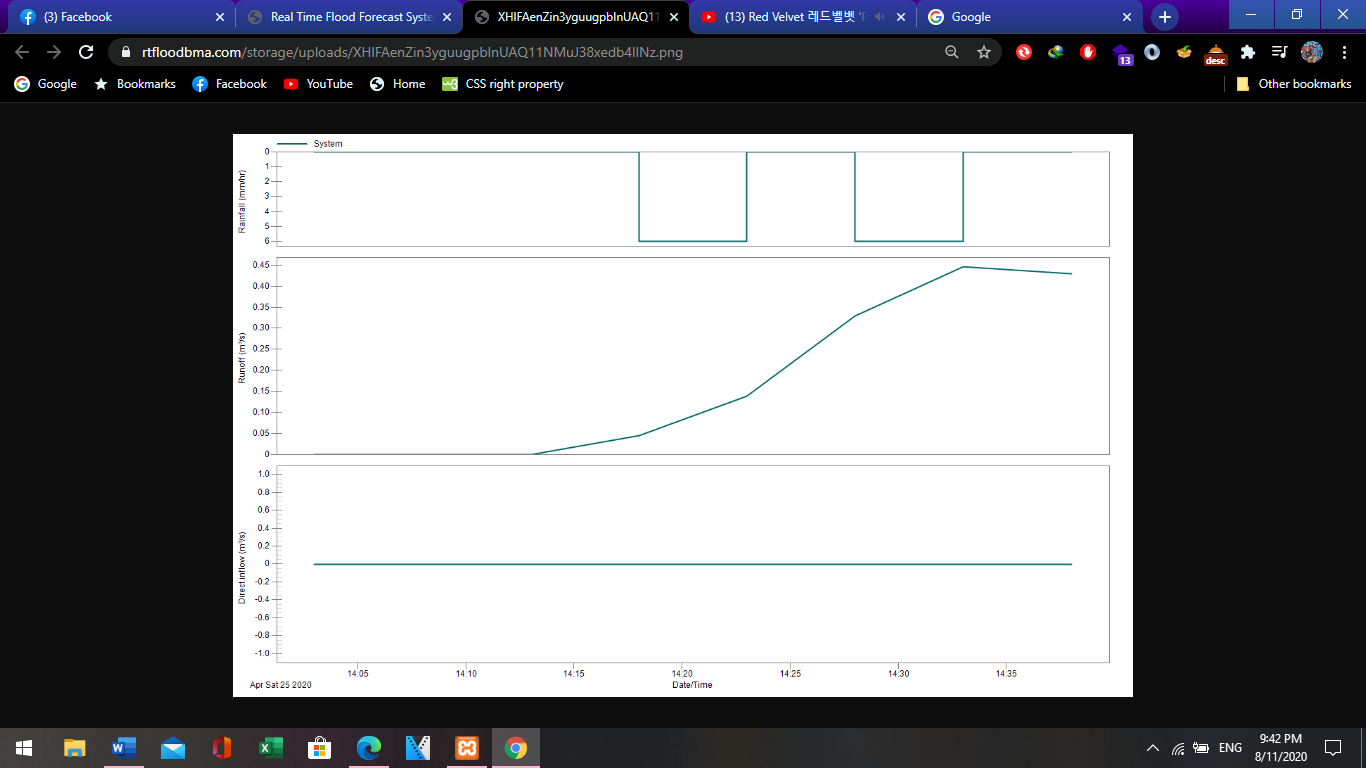 (3) Facebook
Real Time Flood Forecast Syste
XHIFAenZin3yguugpbInUAQ11
(13) Red Velvet 레드벨벳 'P
Google
rtfloodbma.com/storage/uploads/XHIFAenZin3yguugpbInUAQ11NMuJ38xedb4IINz.png
13
desc
Google
Bookmarks
Facebook
YouTube
Home
CSS right property
Other bookmarks
System
Rainfall (mm/hr)
0
1
2
3
4
5
6
Runoff (m³/s)
0.45
0.40
0.35
0.30
0.25
0.20
0.15
0.10
0.05
0
Direct inflow (m³/s)
1.0
0.8
0.6
0.4
0.2
0
-0.2
-0.4
-0.6
-0.8
-1.0
14:05 14:10 14:15 14:20 14:25 14:30 14:35
Apr Sat 25 2020
Date/Time
ENG
9:42 PM
8/11/2020